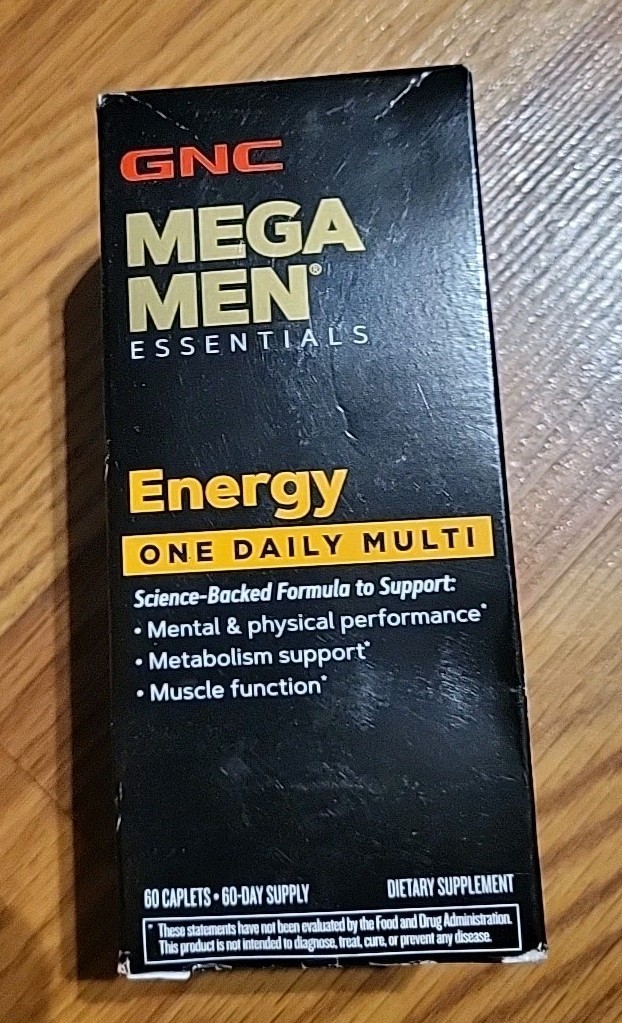 GNC
MEGA
MEN®
ESSENTIALS
Energy
ONE DAILY MULTI
Science-Backed Formula to Support:
• Mental & physical performance*
• Metabolism support*
• Muscle function*
60 CAPLETS • 60-DAY SUPPLY DIETARY SUPPLEMENT
* These statements have not been evaluated by the Food and Drug Administration.
This product is not intended to diagnose, treat, cure, or prevent any disease.